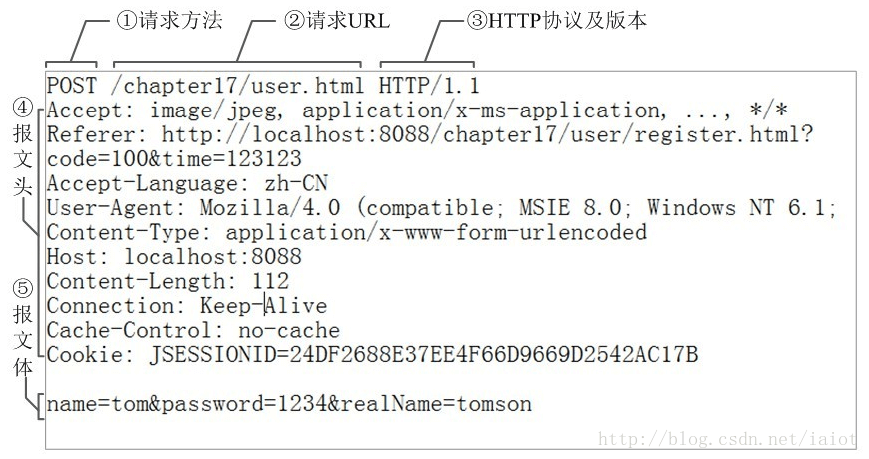 ①请求方法 ②请求URL ③HTTP协议及版本
POST /chapter17/user.html HTTP/1.1
④报文头
Accept: image/jpeg, application/x-ms-application, ..., */*
Referer: http://localhost:8088/chapter17/user/register.html?
code=100&time=123123
Accept-Language: zh-CN
User-Agent: Mozilla/4.0 (compatible; MSIE 8.0; Windows NT 6.1;
Content-Type: application/x-www-form-urlencoded
Host: localhost:8088
Content-Length: 112
Connection: Keep-Alive
Cache-Control: no-cache
Cookie: JSESSIONID=24DF2688E37EE4F66D9669D2542AC17B
⑤报文体
name=tom&password=1234&realName=tomson
http://blog.csdn.net/iaiot